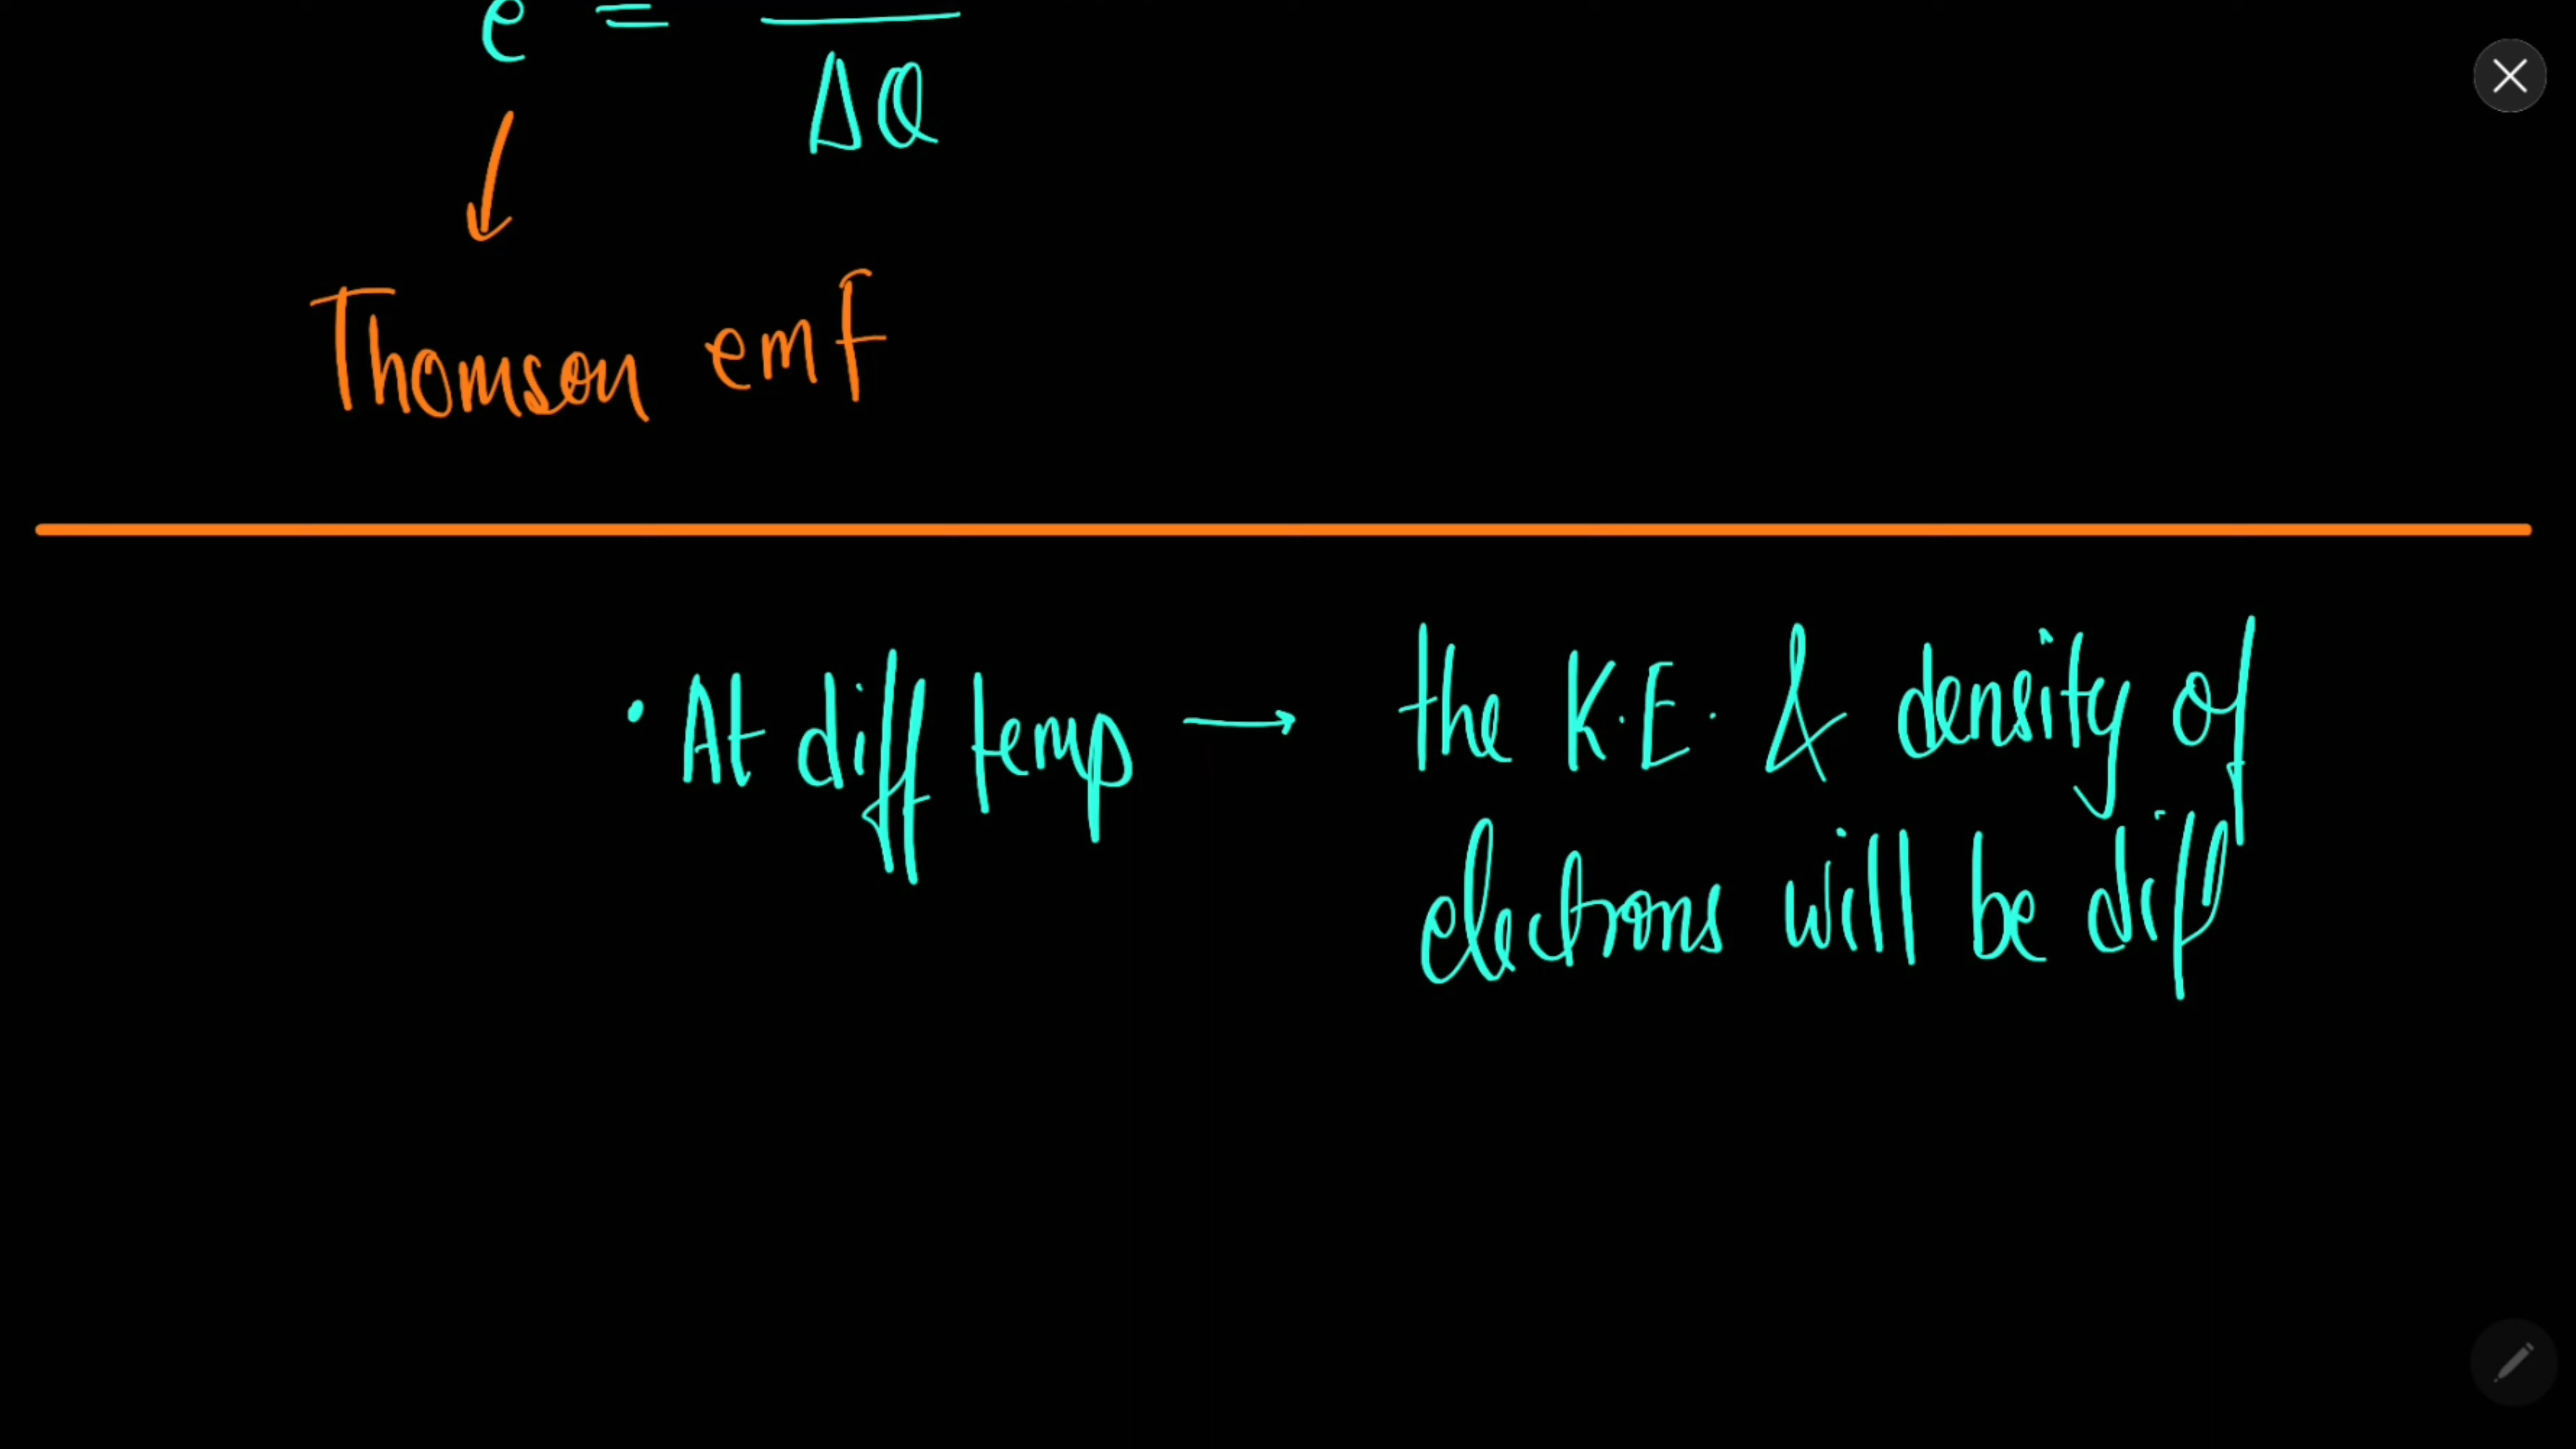 e =
ΔQ
Thomson emf
• At diff temp → the K.E. & density of
electrons will be diff